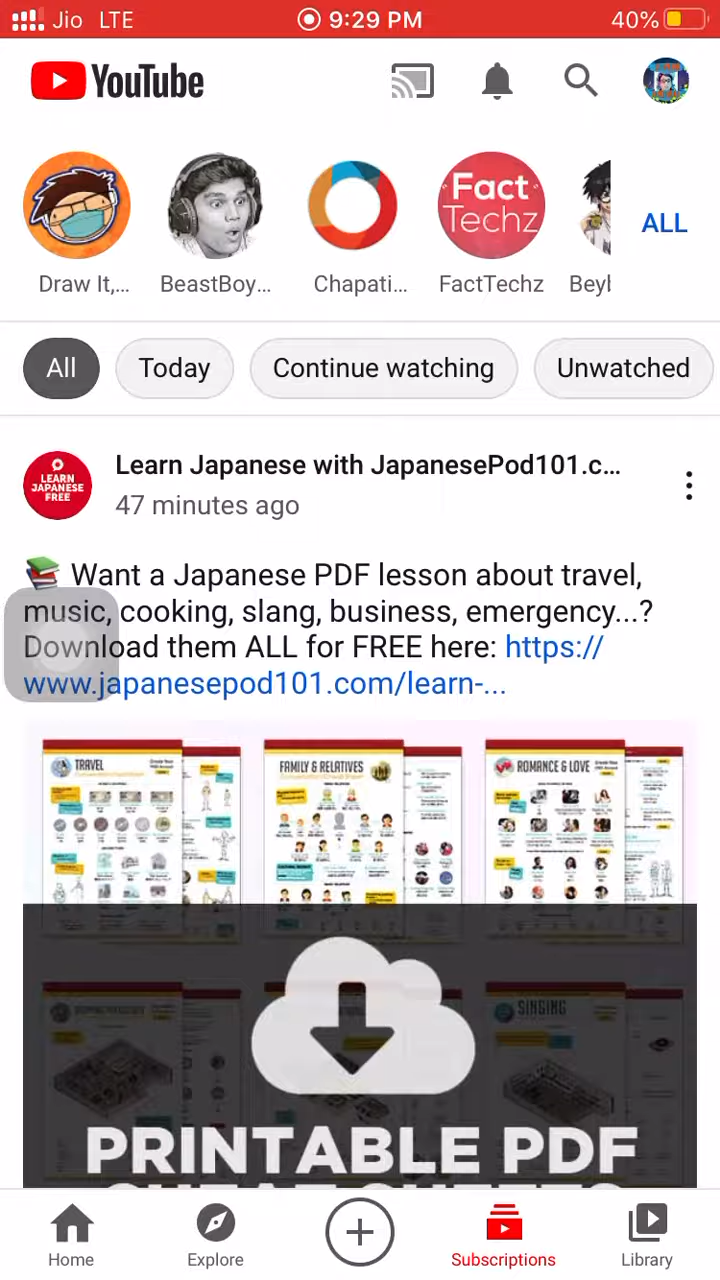 Jio LTE 9:29 PM 40%
YouTube
Fact Techz
ALL
Draw It,... BeastBoy... Chapati... FactTechz Beyl
All Today Continue watching Unwatched
LEARN JAPANESE FREE
Learn Japanese with JapanesePod101.c...
47 minutes ago
📚 Want a Japanese PDF lesson about travel,
music, cooking, slang, business, emergency...?
Download them ALL for FREE here: https://
www.japanesepod101.com/learn-...
TRAVEL FAMILY & RELATIVES ROMANCE & LOVE
SINGING
PRINTABLE PDF
Home Explore Subscriptions Library